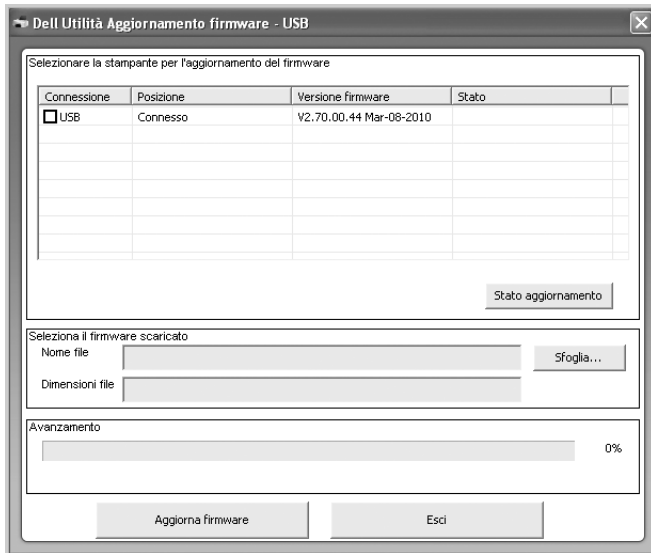 Dell Utilità Aggiornamento firmware - USB
Selezionare la stampante per l'aggiornamento del firmware
Connessione Posizione Versione firmware Stato
USB Connesso V2.70.00.44 Mar-08-2010
Stato aggiornamento
Seleziona il firmware scaricato
Nome file Sfoglia...
Dimensioni file
Avanzamento
0%
Aggiorna firmware Esci